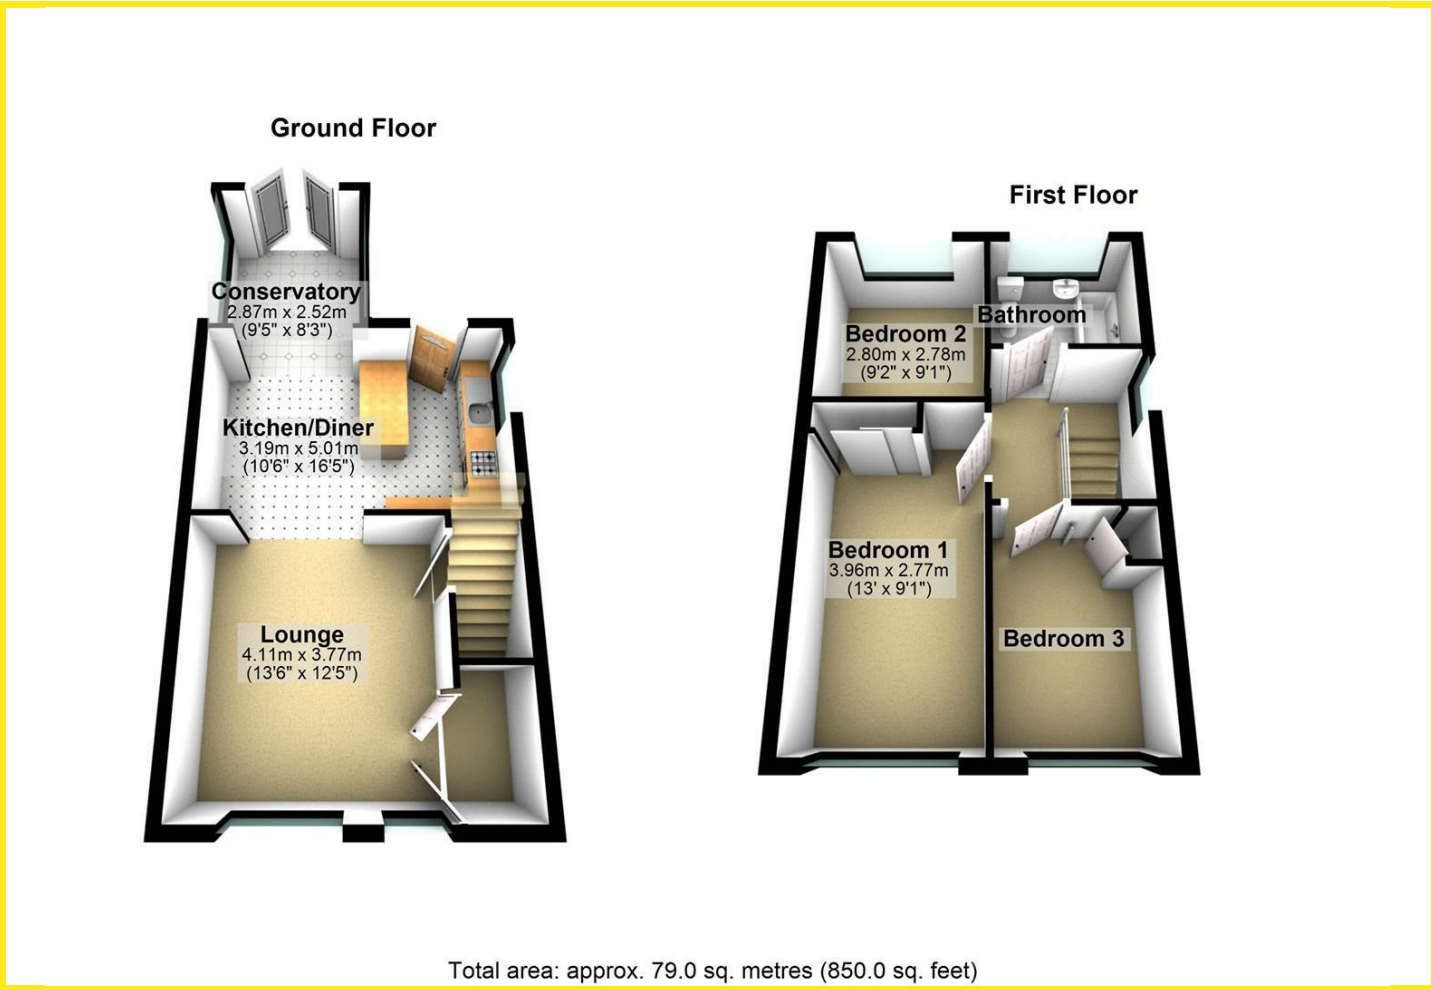 Ground Floor
Conservatory
2.87m x 2.52m
(9'5" x 8'3")
Kitchen/Diner
3.19m x 5.01m
(10'6" x 16'5")
Lounge
4.11m x 3.77m
(13'6" x 12'5")
First Floor
Bedroom 2
2.80m x 2.78m
(9'2" x 9'1")
Bathroom
Bedroom 1
3.96m x 2.77m
(13' x 9'1")
Bedroom 3
Total area: approx. 79.0 sq. metres (850.0 sq. feet)